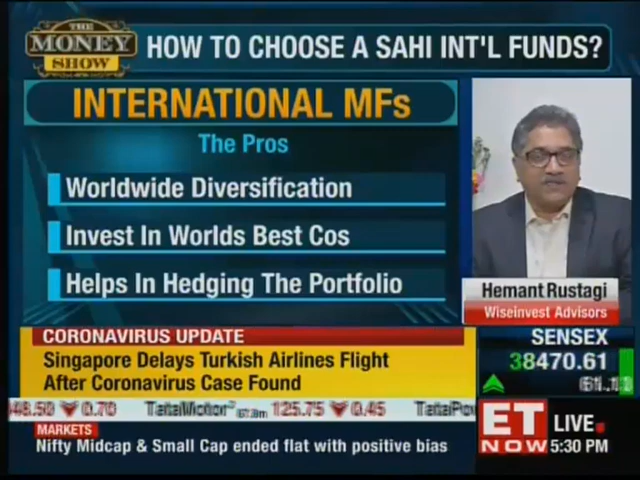 THE
MONEY
SHOW
HOW TO CHOOSE A SAHI INT'L FUNDS?
INTERNATIONAL MFs
The Pros
Worldwide Diversification
Invest In Worlds Best Cos
Helps In Hedging The Portfolio
Hemant Rustagi
Wiseinvest Advisors
CORONAVIRUS UPDATE
Singapore Delays Turkish Airlines Flight
After Coronavirus Case Found
SENSEX
38470.61
0.70 TataMotor 125.75 0.45 TataPow
MARKETS
Nifty Midcap & Small Cap ended flat with positive bias
ET
NOW
LIVE
5:30 PM